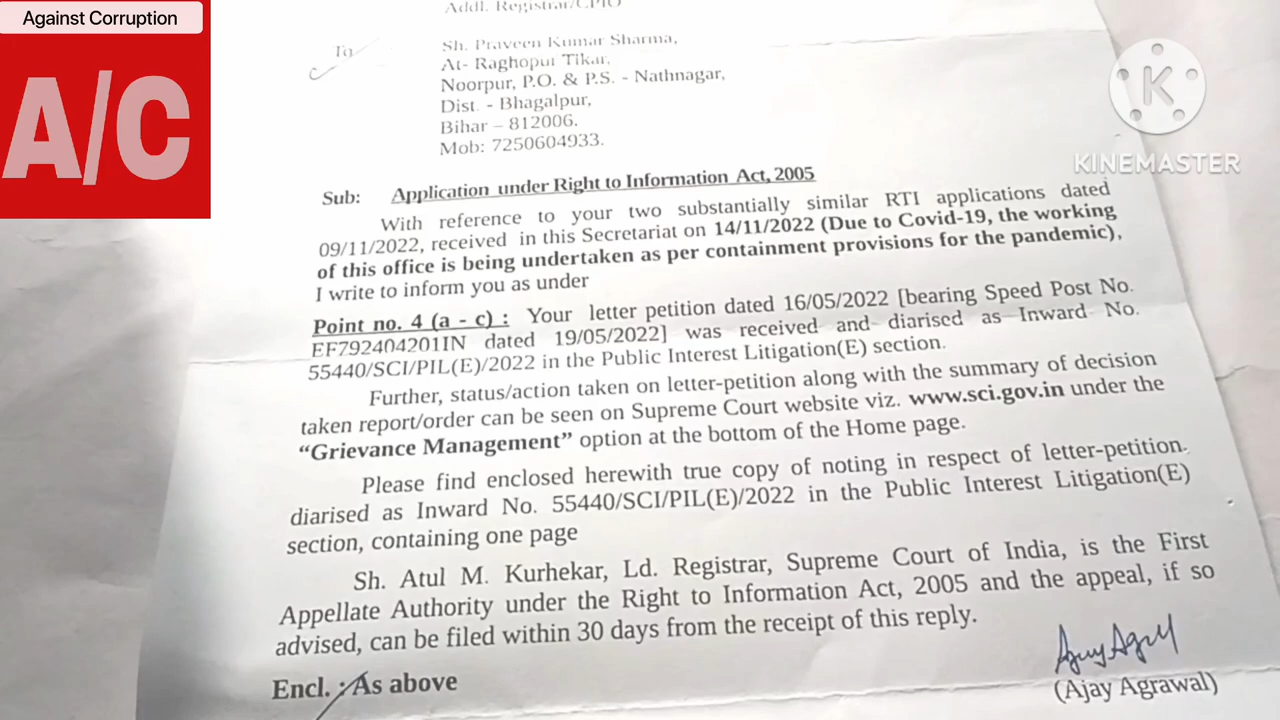 Against Corruption
A/C
Addl. Registrar/CPIO
To
Sh. Praveen Kumar Sharma,
At- Raghopur Tikar,
Noorpur, P.O. & P.S. - Nathnagar,
Dist. - Bhagalpur,
Bihar – 812006.
Mob: 7250604933.
K
KINEMASTER
Sub: Application under Right to Information Act, 2005
With reference to your two substantially similar RTI applications dated
09/11/2022, received in this Secretariat on 14/11/2022 (Due to Covid-19, the working
of this office is being undertaken as per containment provisions for the pandemic),
I write to inform you as under
Point no. 4 (a - c) : Your letter petition dated 16/05/2022 [bearing Speed Post No.
EF792404201IN dated 19/05/2022] was received and diarised as Inward No.
55440/SCI/PIL(E)/2022 in the Public Interest Litigation(E) section.
Further, status/action taken on letter-petition along with the summary of decision
taken report/order can be seen on Supreme Court website viz. www.sci.gov.in under the
“Grievance Management” option at the bottom of the Home page.
Please find enclosed herewith true copy of noting in respect of letter-petition.
diarised as Inward No. 55440/SCI/PIL(E)/2022 in the Public Interest Litigation(E)
section, containing one page
Sh. Atul M. Kurhekar, Ld. Registrar, Supreme Court of India, is the First
Appellate Authority under the Right to Information Act, 2005 and the appeal, if so
advised, can be filed within 30 days from the receipt of this reply.
Encl. : As above
(Ajay Agrawal)